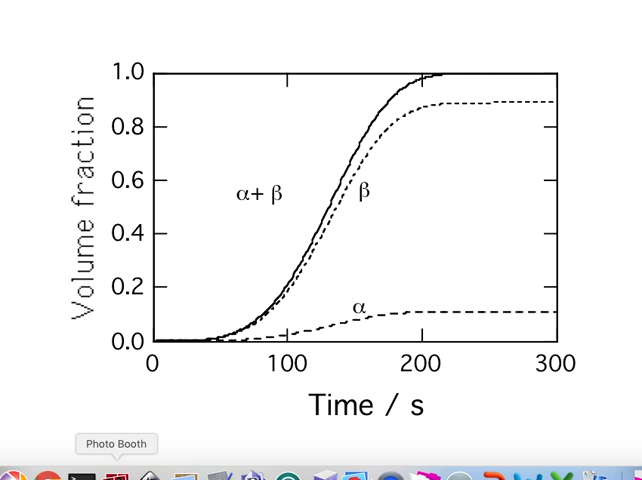 1.0
0.8
0.6
0.4
0.2
0.0
Volume fraction
α+ β
β
α
0
100
200
300
Time / s
Photo Booth